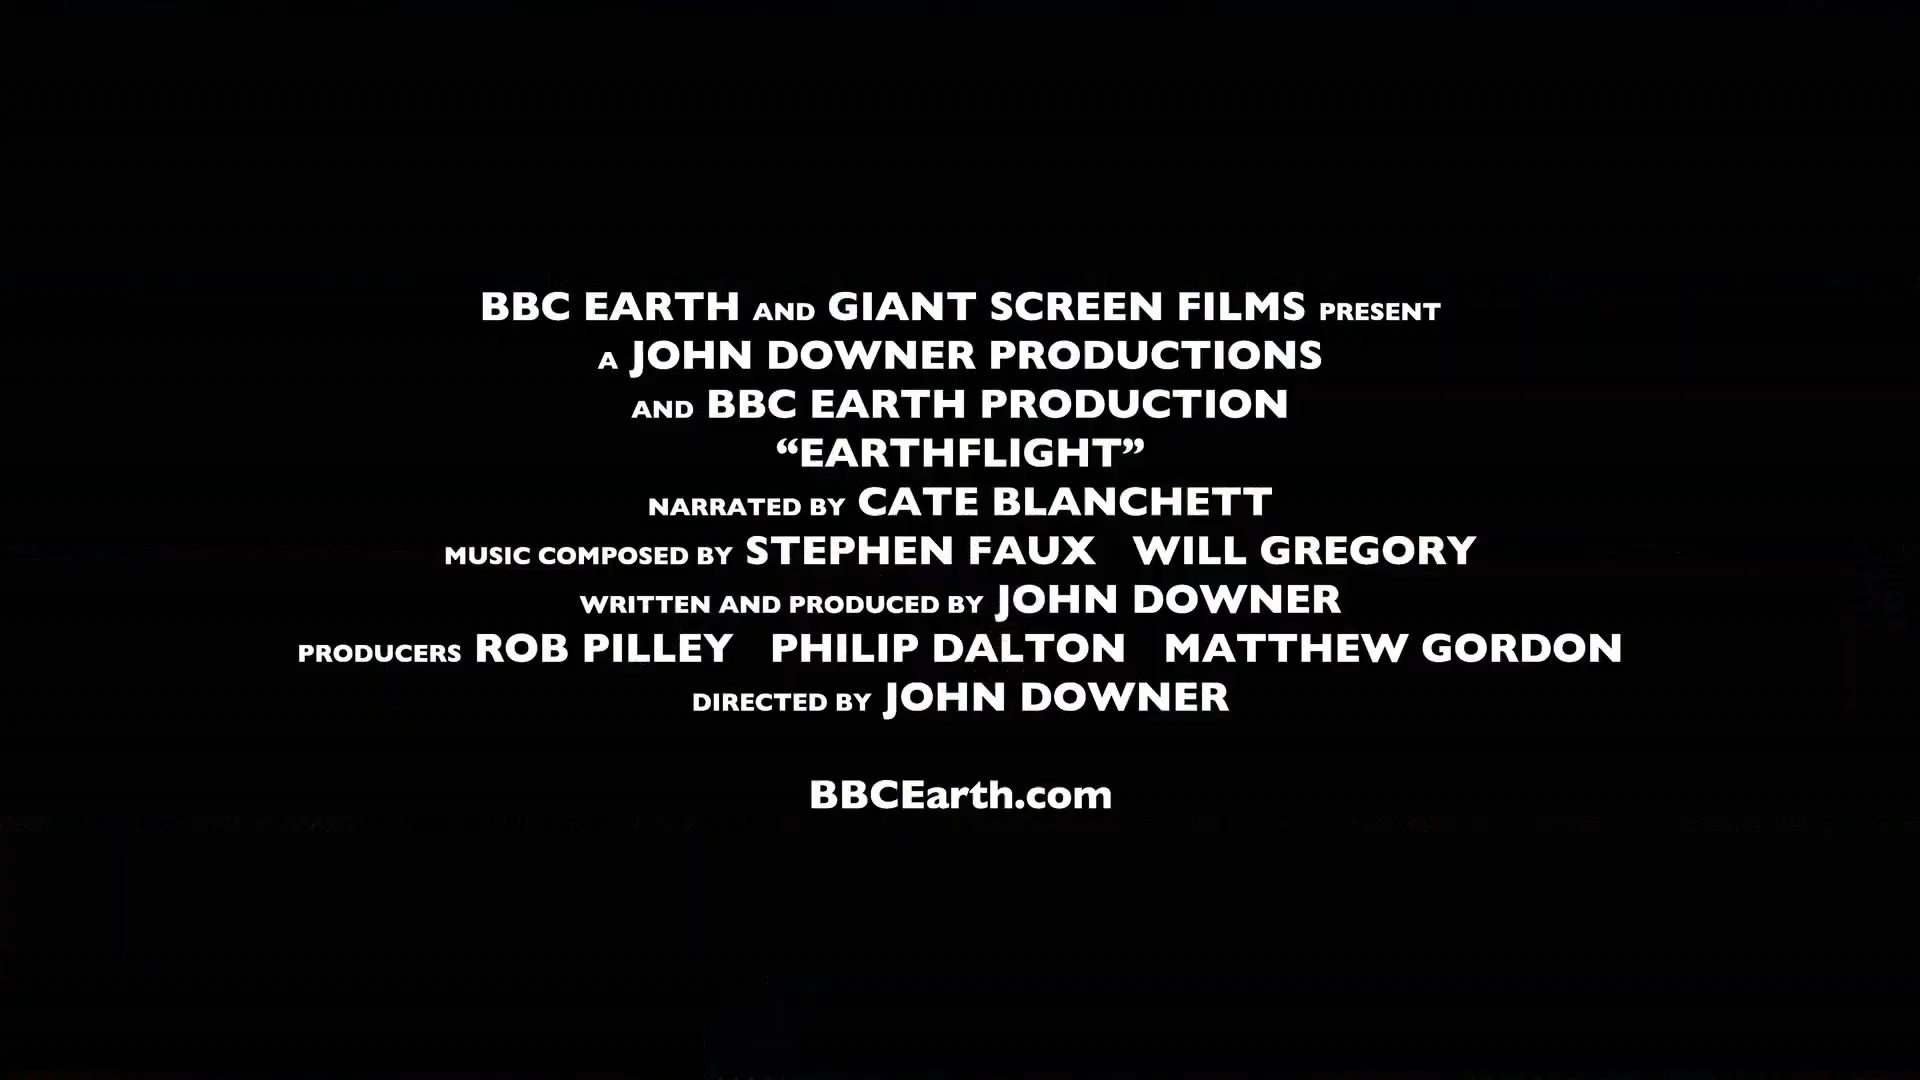 BBC EARTH AND GIANT SCREEN FILMS PRESENT
A JOHN DOWNER PRODUCTIONS
AND BBC EARTH PRODUCTION
“EARTHFLIGHT”
NARRATED BY CATE BLANCHETT
MUSIC COMPOSED BY STEPHEN FAUX WILL GREGORY
WRITTEN AND PRODUCED BY JOHN DOWNER
PRODUCERS ROB PILLEY PHILIP DALTON MATTHEW GORDON
DIRECTED BY JOHN DOWNER
BBCEarth.com